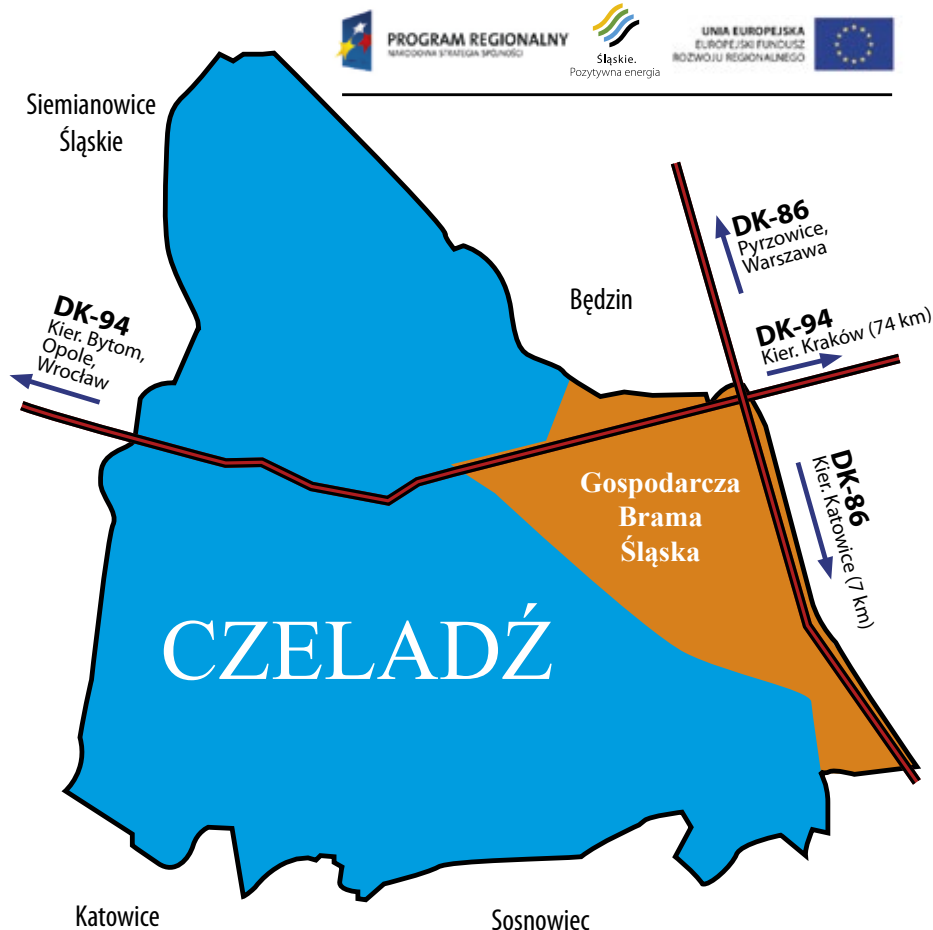 PROGRAM REGIONALNY
NARODOWA STRATEGIA SPÓJNOŚCI
Śląskie.
Pozytywna energia
UNIA EUROPEJSKA
EUROPEJSKI FUNDUSZ
ROZWOJU REGIONALNEGO
Siemianowice
Śląskie
DK-86
Pyrzowice,
Warszawa
Będzin
DK-94
Kier. Kraków (74 km)
DK-94
Kier. Bytom,
Opole,
Wrocław
DK-86
Kier. Katowice (7 km)
Gospodarcza
Brama
Śląska
CZELADŹ
Katowice
Sosnowiec